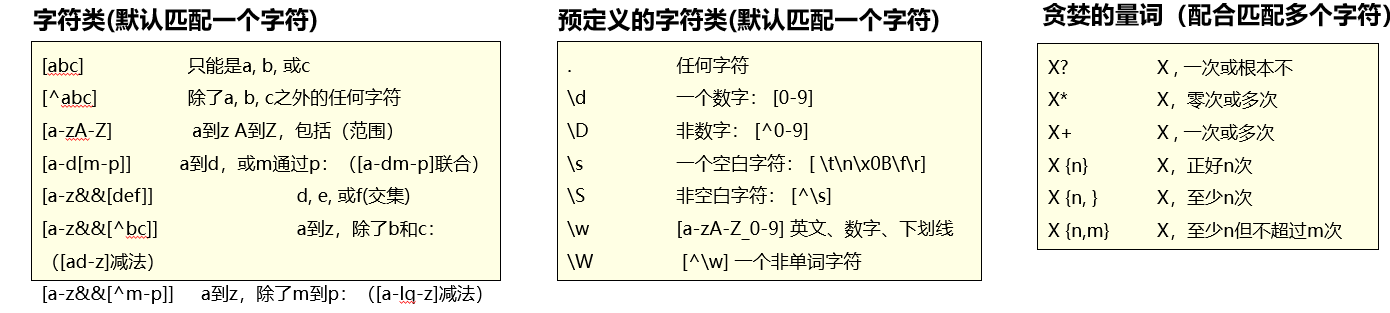 字符类(默认匹配一个字符)
[abc] 只能是a, b, 或c
[^abc] 除了a, b, c之外的任何字符
[a-zA-Z] a到z A到Z，包括（范围）
[a-d[m-p]] a到d，或m通过p：（[a-dm-p]联合）
[a-z&&[def]] d, e, 或f(交集)
[a-z&&[^bc]] a到z，除了b和c：
（[ad-z]减法）
[a-z&&[^m-p]] a到z，除了m到p：（[a-lq-z]减法）
预定义的字符类(默认匹配一个字符)
. 任何字符
\d 一个数字： [0-9]
\D 非数字： [^0-9]
\s 一个空白字符： [ \t\n\x0B\f\r]
\S 非空白字符： [^\s]
\w [a-zA-Z_0-9] 英文、数字、下划线
\W [^\w] 一个非单词字符
贪婪的量词（配合匹配多个字符)
X? X , 一次或根本不
X* X，零次或多次
X+ X , 一次或多次
X {n} X，正好n次
X {n, } X，至少n次
X {n,m} X，至少n但不超过m次